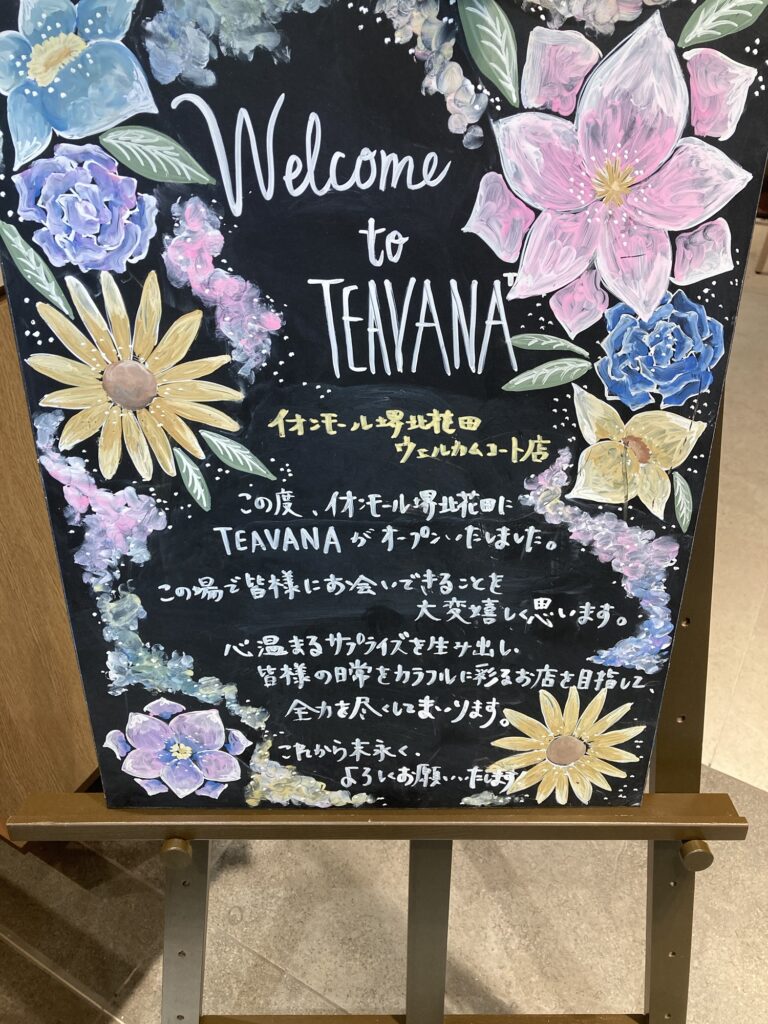 Welcome
to
TEAVANA™
イオンモール堺北花田
ウェルカムコート店
この度、イオンモール堺北花田に
TEAVANAがオープンいたしました。
この場で皆様にお会いできることを
大変嬉しく思います。
心温まるサプライズを生み出し、
皆様の日常をカラフルに彩るお店を目指して、
全力を尽くしてまいります。
これから末永く、
よろしくお願いいたします